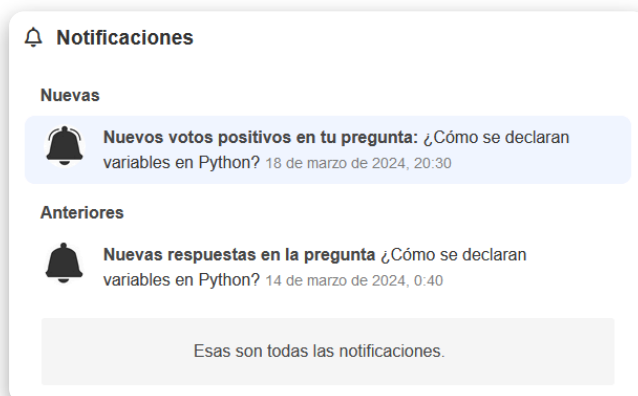 Notificaciones
Nuevas
Nuevos votos positivos en tu pregunta: ¿Cómo se declaran
variables en Python? 18 de marzo de 2024, 20:30
Anteriores
Nuevas respuestas en la pregunta ¿Cómo se declaran
variables en Python? 14 de marzo de 2024, 0:40
Esas son todas las notificaciones.